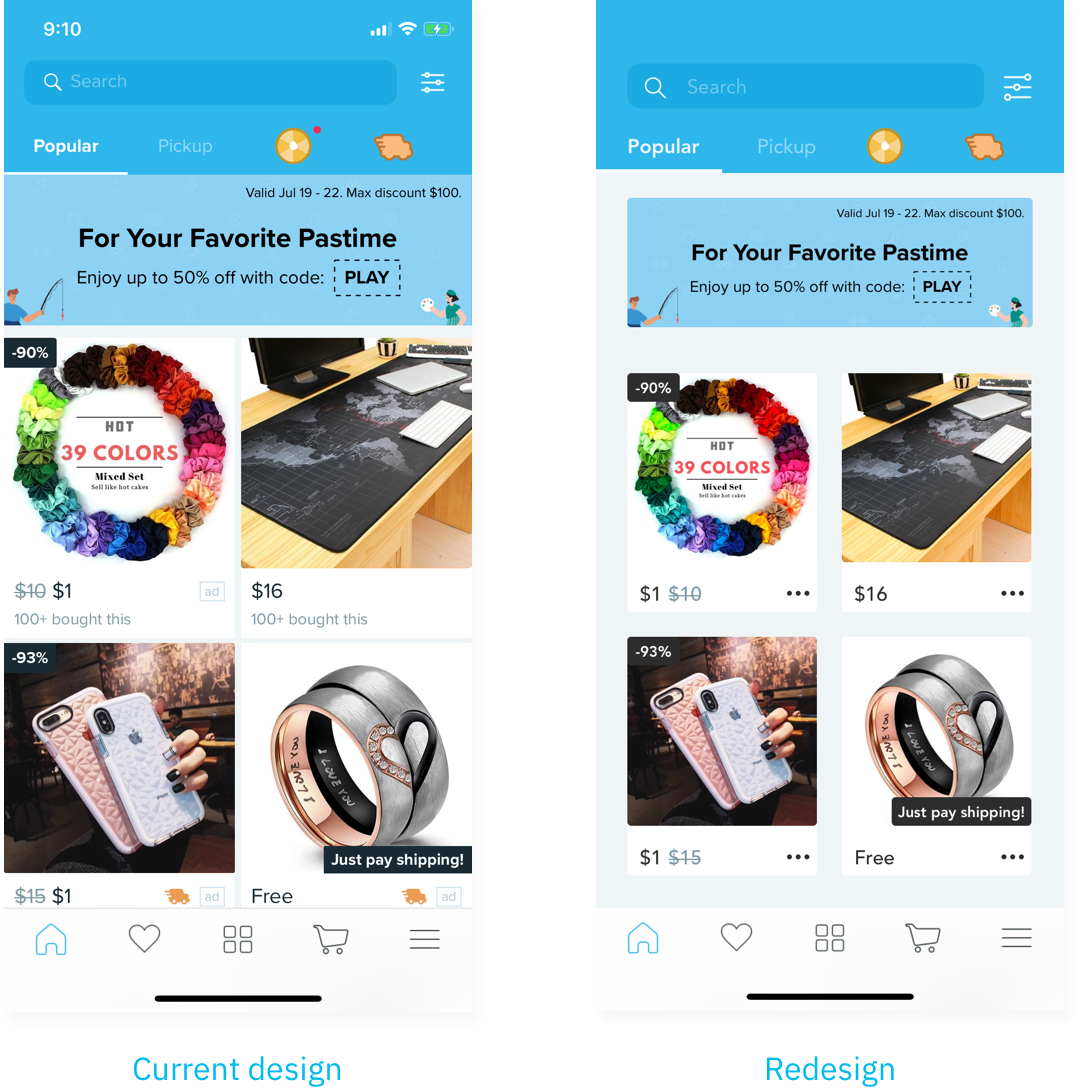 9:10
Search
Popular
Pickup
Valid Jul 19 - 22. Max discount $100.
For Your Favorite Pastime
Enjoy up to 50% off with code: PLAY
-90%
HOT
39 COLORS
Mixed Set
Sell like hot cakes
$10 $1
ad
100+ bought this
$16
100+ bought this
-93%
iPhone
$15 $1
ad
I LOVE YOU
I LOVE YOU
Just pay shipping!
Free
ad
Current design
Search
Popular
Pickup
Valid Jul 19 - 22. Max discount $100.
For Your Favorite Pastime
Enjoy up to 50% off with code: PLAY
-90%
HOT
39 COLORS
Mixed Set
Sell like hot cakes
$1 $10
$16
-93%
$1 $15
I LOVE YOU
I LOVE YOU
Just pay shipping!
Free
Redesign